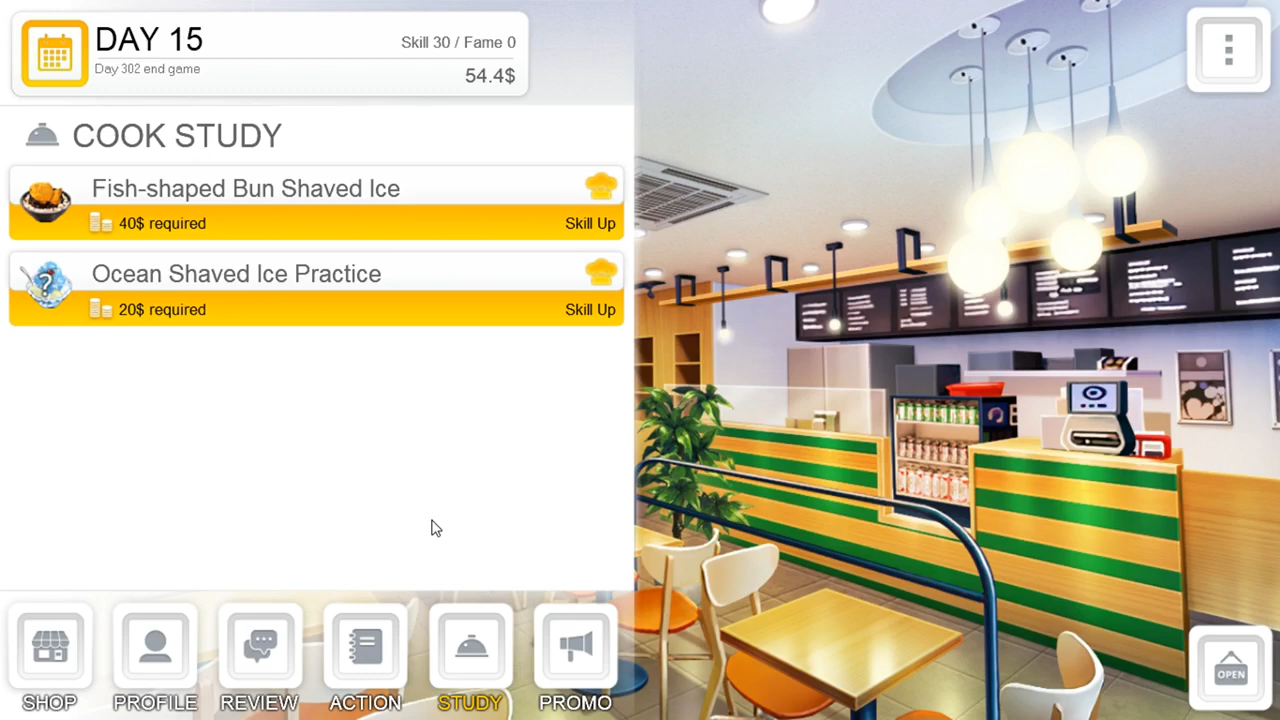 DAY 15
Skill 30 / Fame 0
Day 302 end game
54.4$
COOK STUDY
Fish-shaped Bun Shaved Ice
40$ required
Skill Up
Ocean Shaved Ice Practice
20$ required
Skill Up
SHOP
PROFILE
REVIEW
ACTION
STUDY
PROMO
OPEN